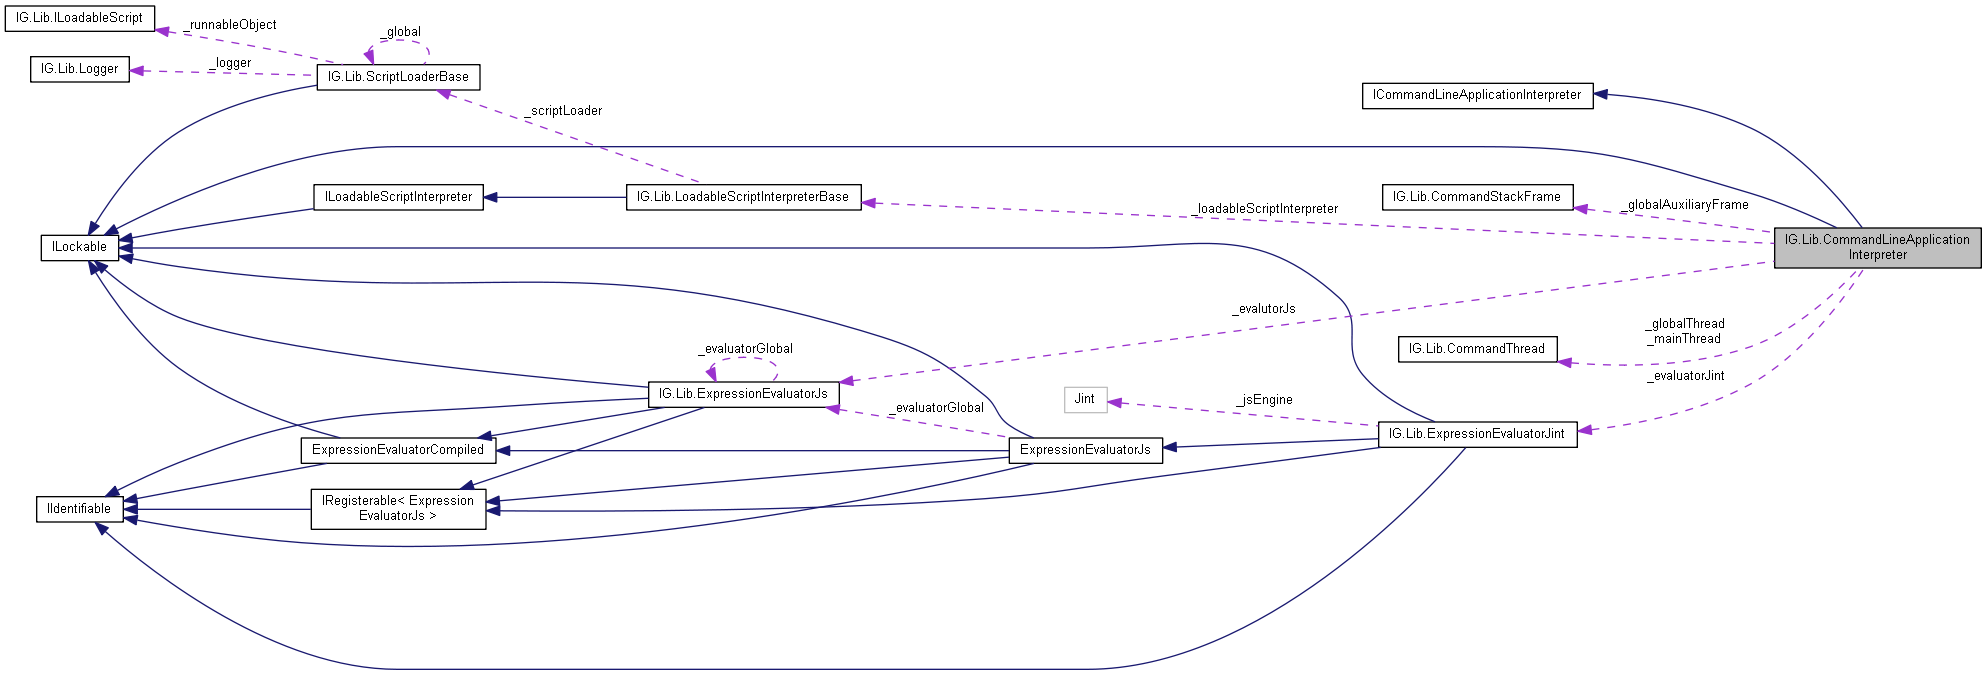 IG.Lib.ILoadableScript
_runnableObject
_global
IG.Lib.Logger
_logger
IG.Lib.ScriptLoaderBase
ICommandLineApplicationInterpreter
_scriptLoader
ILoadableScriptInterpreter
IG.Lib.LoadableScriptInterpreterBase
_loadableScriptInterpreter
IG.Lib.CommandStackFrame
_globalAuxiliaryFrame
ILockable
IG.Lib.CommandLineApplication
Interpreter
_evalutorJs
_globalThread
_mainThread
IG.Lib.CommandThread
_evaluatorGlobal
_evaluatorJint
IG.Lib.ExpressionEvaluatorJs
Jint
_jsEngine
_evaluatorGlobal
IG.Lib.ExpressionEvaluatorJint
ExpressionEvaluatorCompiled
ExpressionEvaluatorJs
IIdentifiable
IRegisterable< Expression
EvaluatorJs >